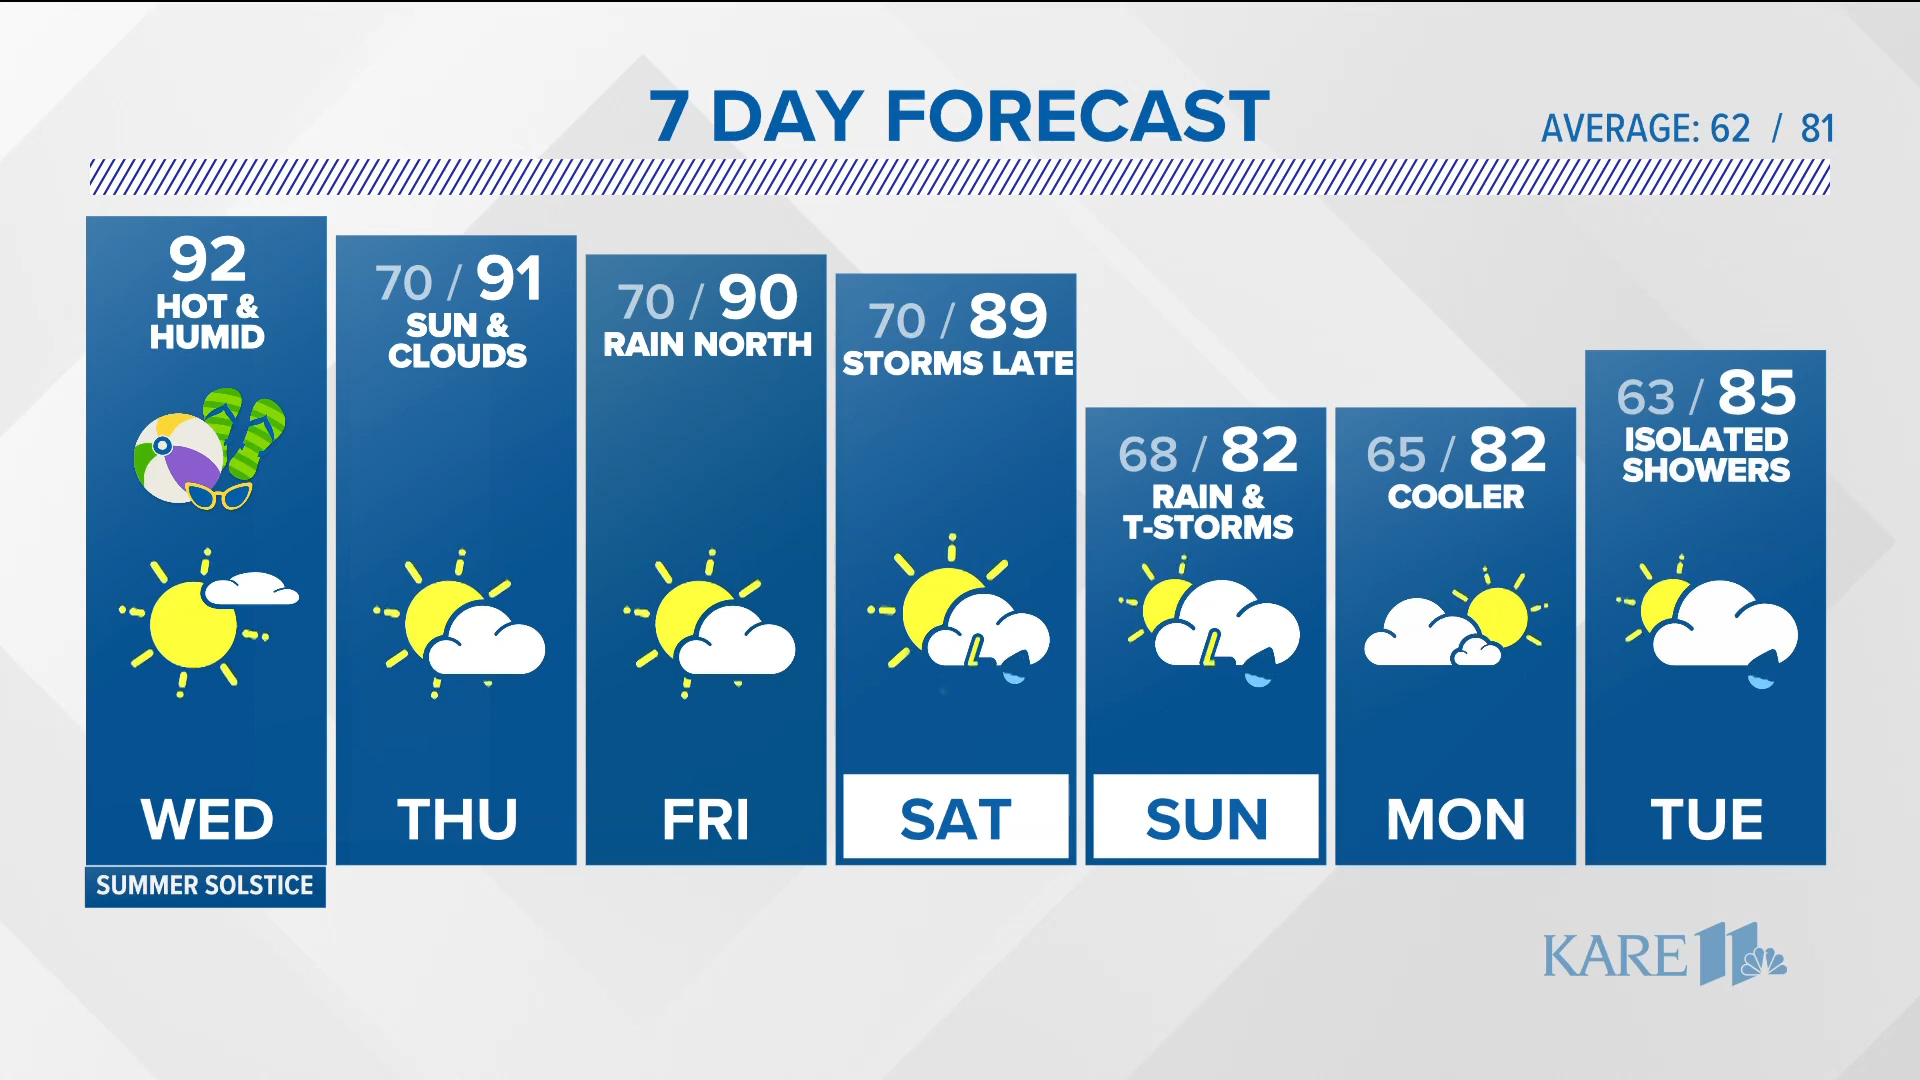 7 DAY FORECAST
AVERAGE: 62 / 81
92
HOT &
HUMID
WED
SUMMER SOLSTICE
70 / 91
SUN &
CLOUDS
THU
70 / 90
RAIN NORTH
FRI
70 / 89
STORMS LATE
SAT
68 / 82
RAIN &
T-STORMS
SUN
65 / 82
COOLER
MON
63 / 85
ISOLATED
SHOWERS
TUE
KARE 11